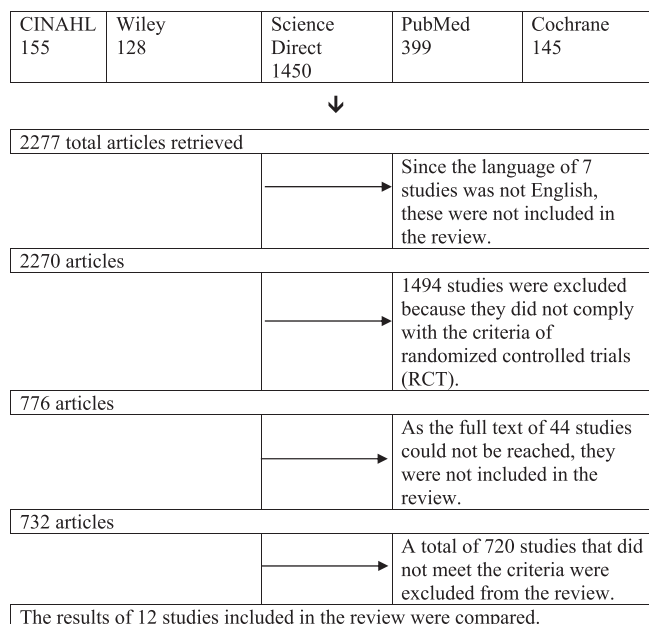 CINAHL
155
Wiley
128
Science
Direct
1450
PubMed
399
Cochrane
145
2277 total articles retrieved
Since the language of 7
studies was not English,
these were not included in
the review.
2270 articles
1494 studies were excluded
because they did not comply
with the criteria of
randomized controlled trials
(RCT).
776 articles
As the full text of 44 studies
could not be reached, they
were not included in the
review.
732 articles
A total of 720 studies that did
not meet the criteria were
excluded from the review.
The results of 12 studies included in the review were compared.